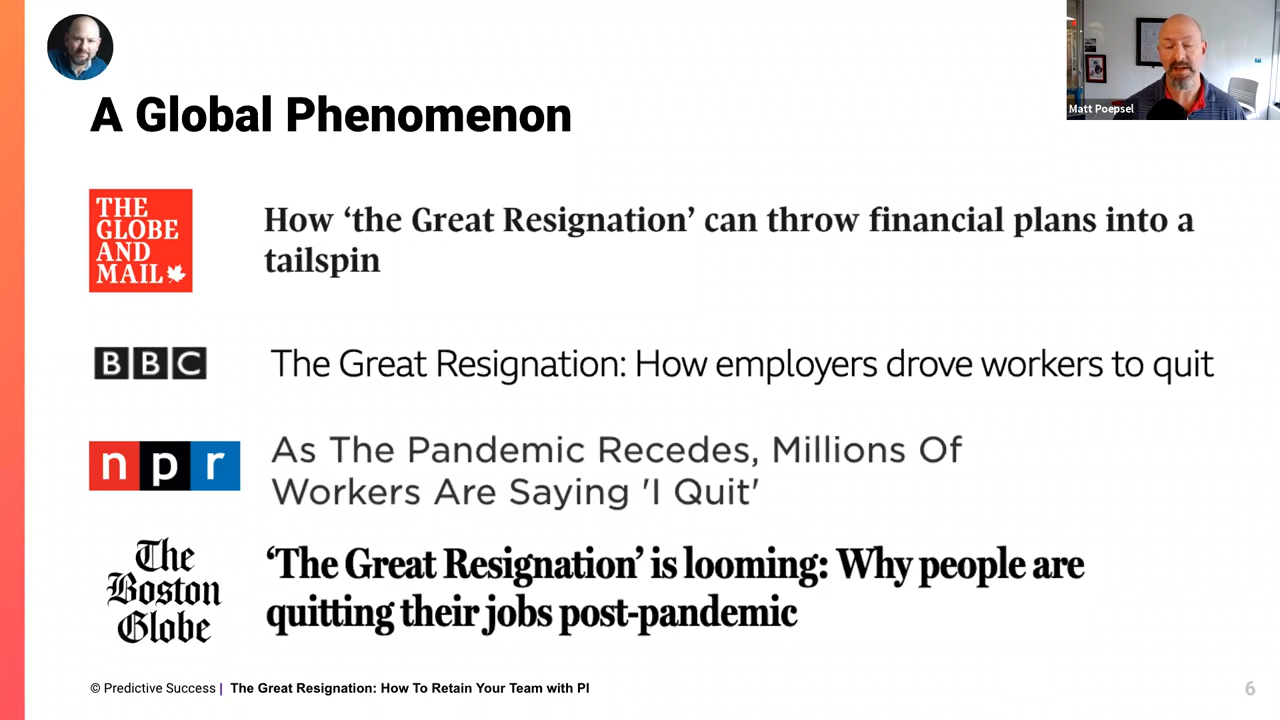 Matt Poepsel
A Global Phenomenon
THE
GLOBE
AND
MAIL
How ‘the Great Resignation’ can throw financial plans into a
tailspin
BBC
The Great Resignation: How employers drove workers to quit
npr
As The Pandemic Recedes, Millions Of
Workers Are Saying 'I Quit'
The
Boston
Globe
‘The Great Resignation’ is looming: Why people are
quitting their jobs post-pandemic
© Predictive Success | The Great Resignation: How To Retain Your Team with PI
6